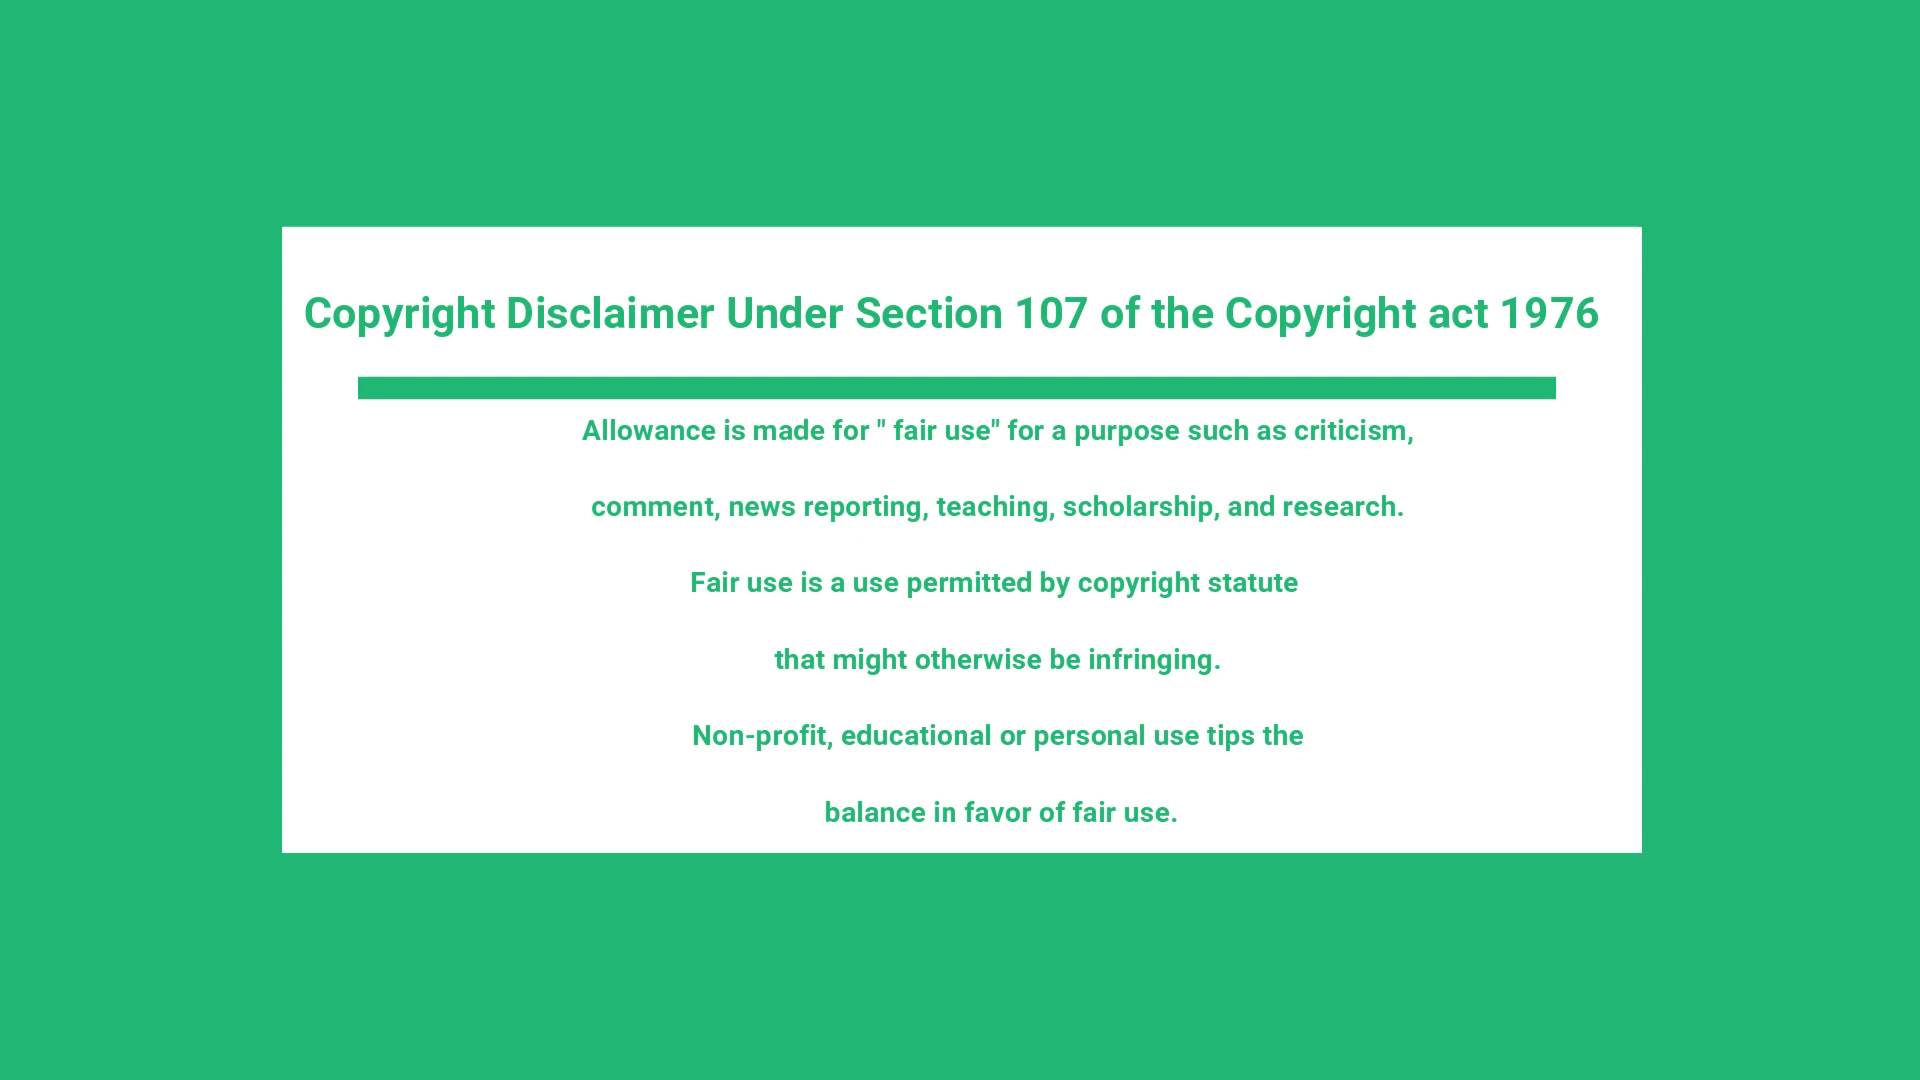 Copyright Disclaimer Under Section 107 of the Copyright act 1976
Allowance is made for " fair use" for a purpose such as criticism,
comment, news reporting, teaching, scholarship, and research.
Fair use is a use permitted by copyright statute
that might otherwise be infringing.
Non-profit, educational or personal use tips the
balance in favor of fair use.